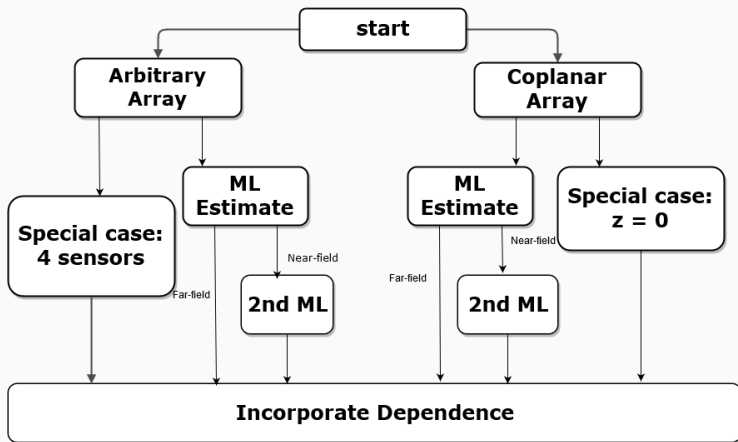 start
Arbitrary
Array
Coplanar
Array
ML
Estimate
ML
Estimate
Special case:
z = 0
Special case:
4 sensors
Near-field
Near-field
Far-field
Far-field
2nd ML
2nd ML
Incorporate Dependence